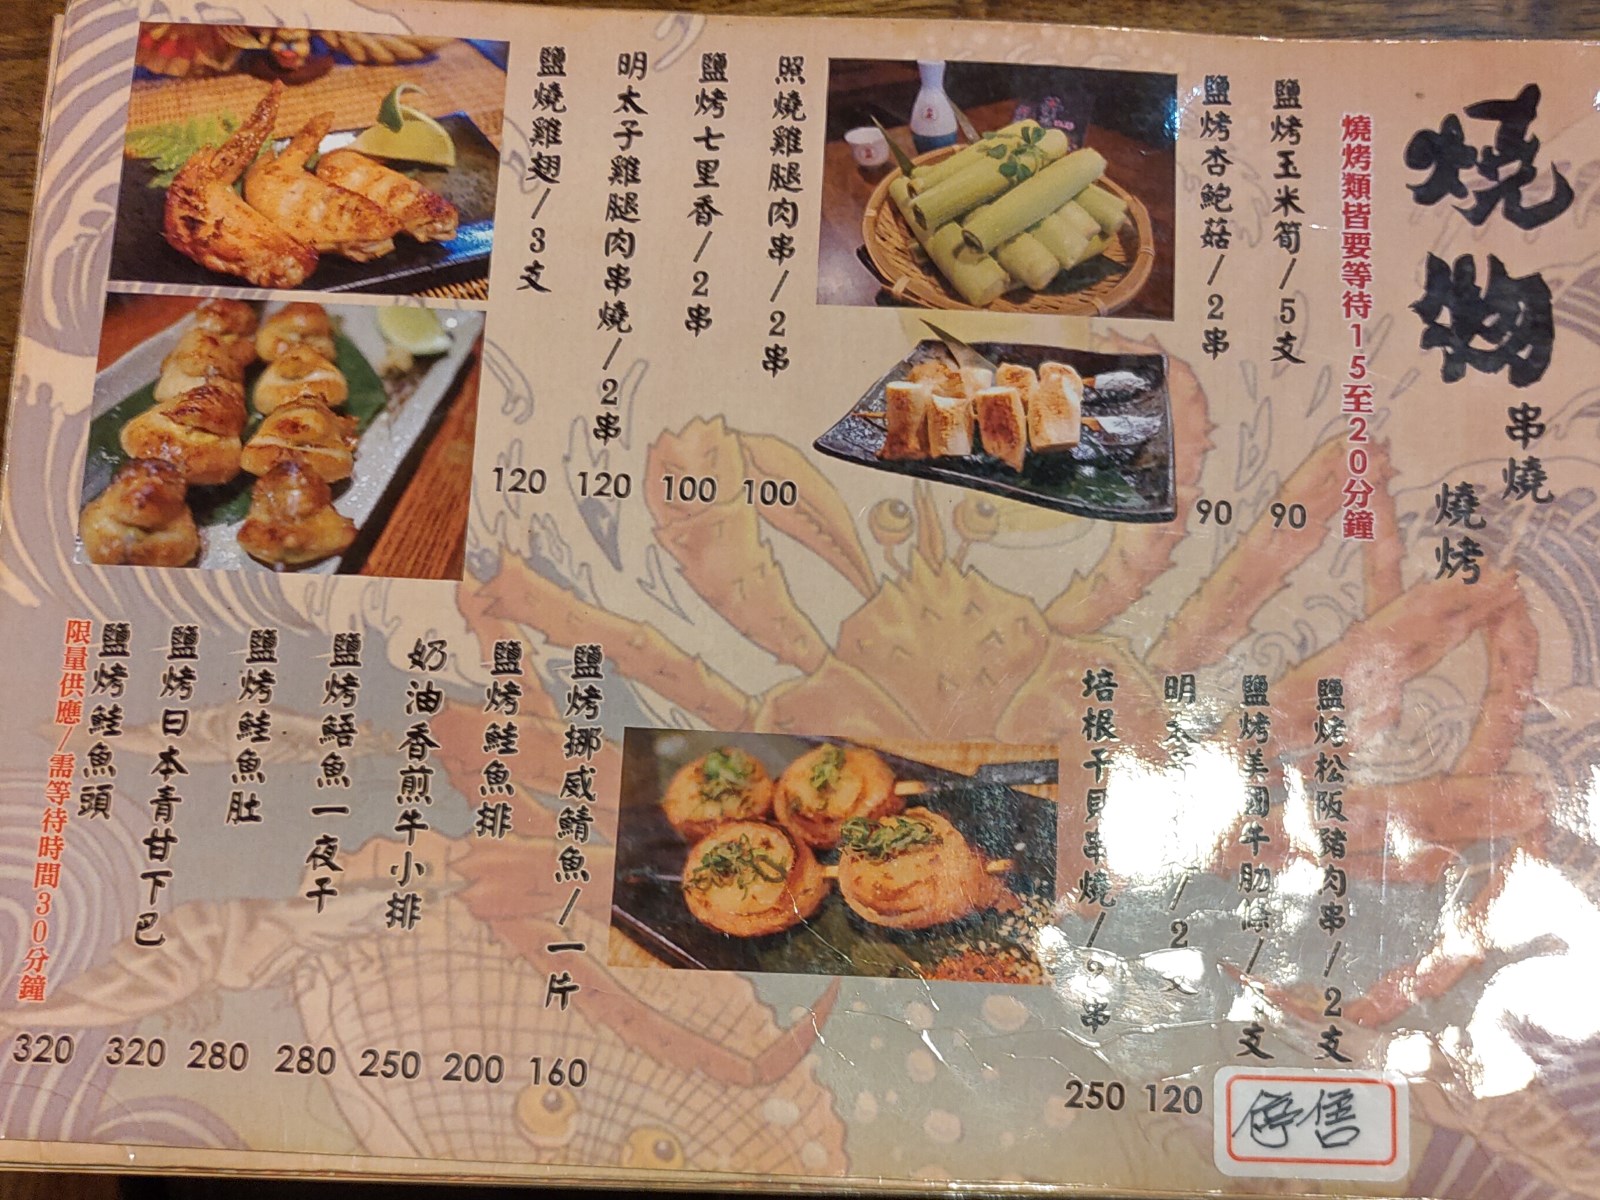 燒物
串燒
燒烤
燒烤類皆要等待15至20分鐘
鹽烤玉米筍/5支
90
鹽烤杏鮑菇/2串
90
照燒雞腿肉串/2串
100
鹽烤七里香/2串
100
明太子雞腿肉串燒/2串
120
鹽燒雞翅/3支
120
鹽烤松阪豬肉串/2支
鹽烤美國牛肋條/
支
停售
明
/2
120
培根干貝串燒/2串
250
鹽烤挪威鯖魚/一片
160
鹽烤鮭魚排
200
奶油香煎牛小排
250
鹽烤鯃魚一夜干
280
鹽烤鮭魚肚
280
鹽烤日本青甘下巴
320
鹽烤鮭魚頭
320
限量供應/需等待時間30分鐘